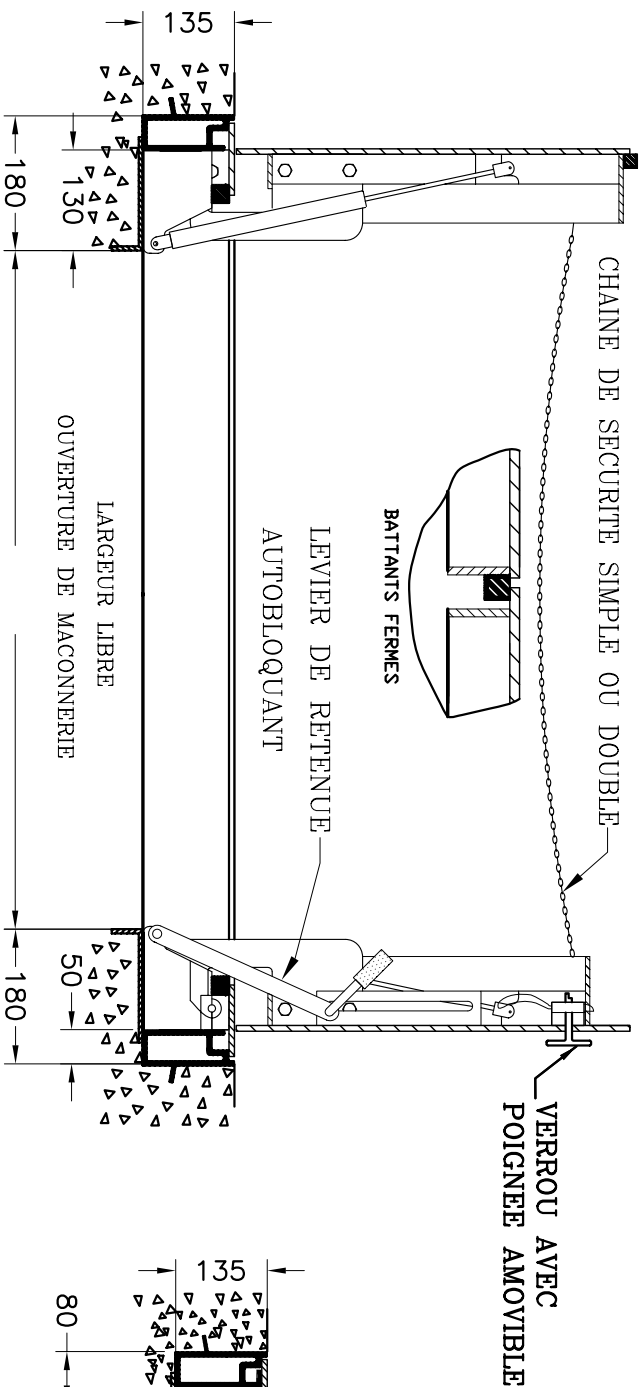 135
180
130
CHAINE DE SECURITE SIMPLE OU DOUBLE
BATTANTS FERMES
LEVIER DE RETENUE
AUTOBLOQUANT
LARGEUR LIBRE
OUVERTURE DE MACONNERIE
50
180
VERROU AVEC
POIGNEE AMOVIBLE
135
80